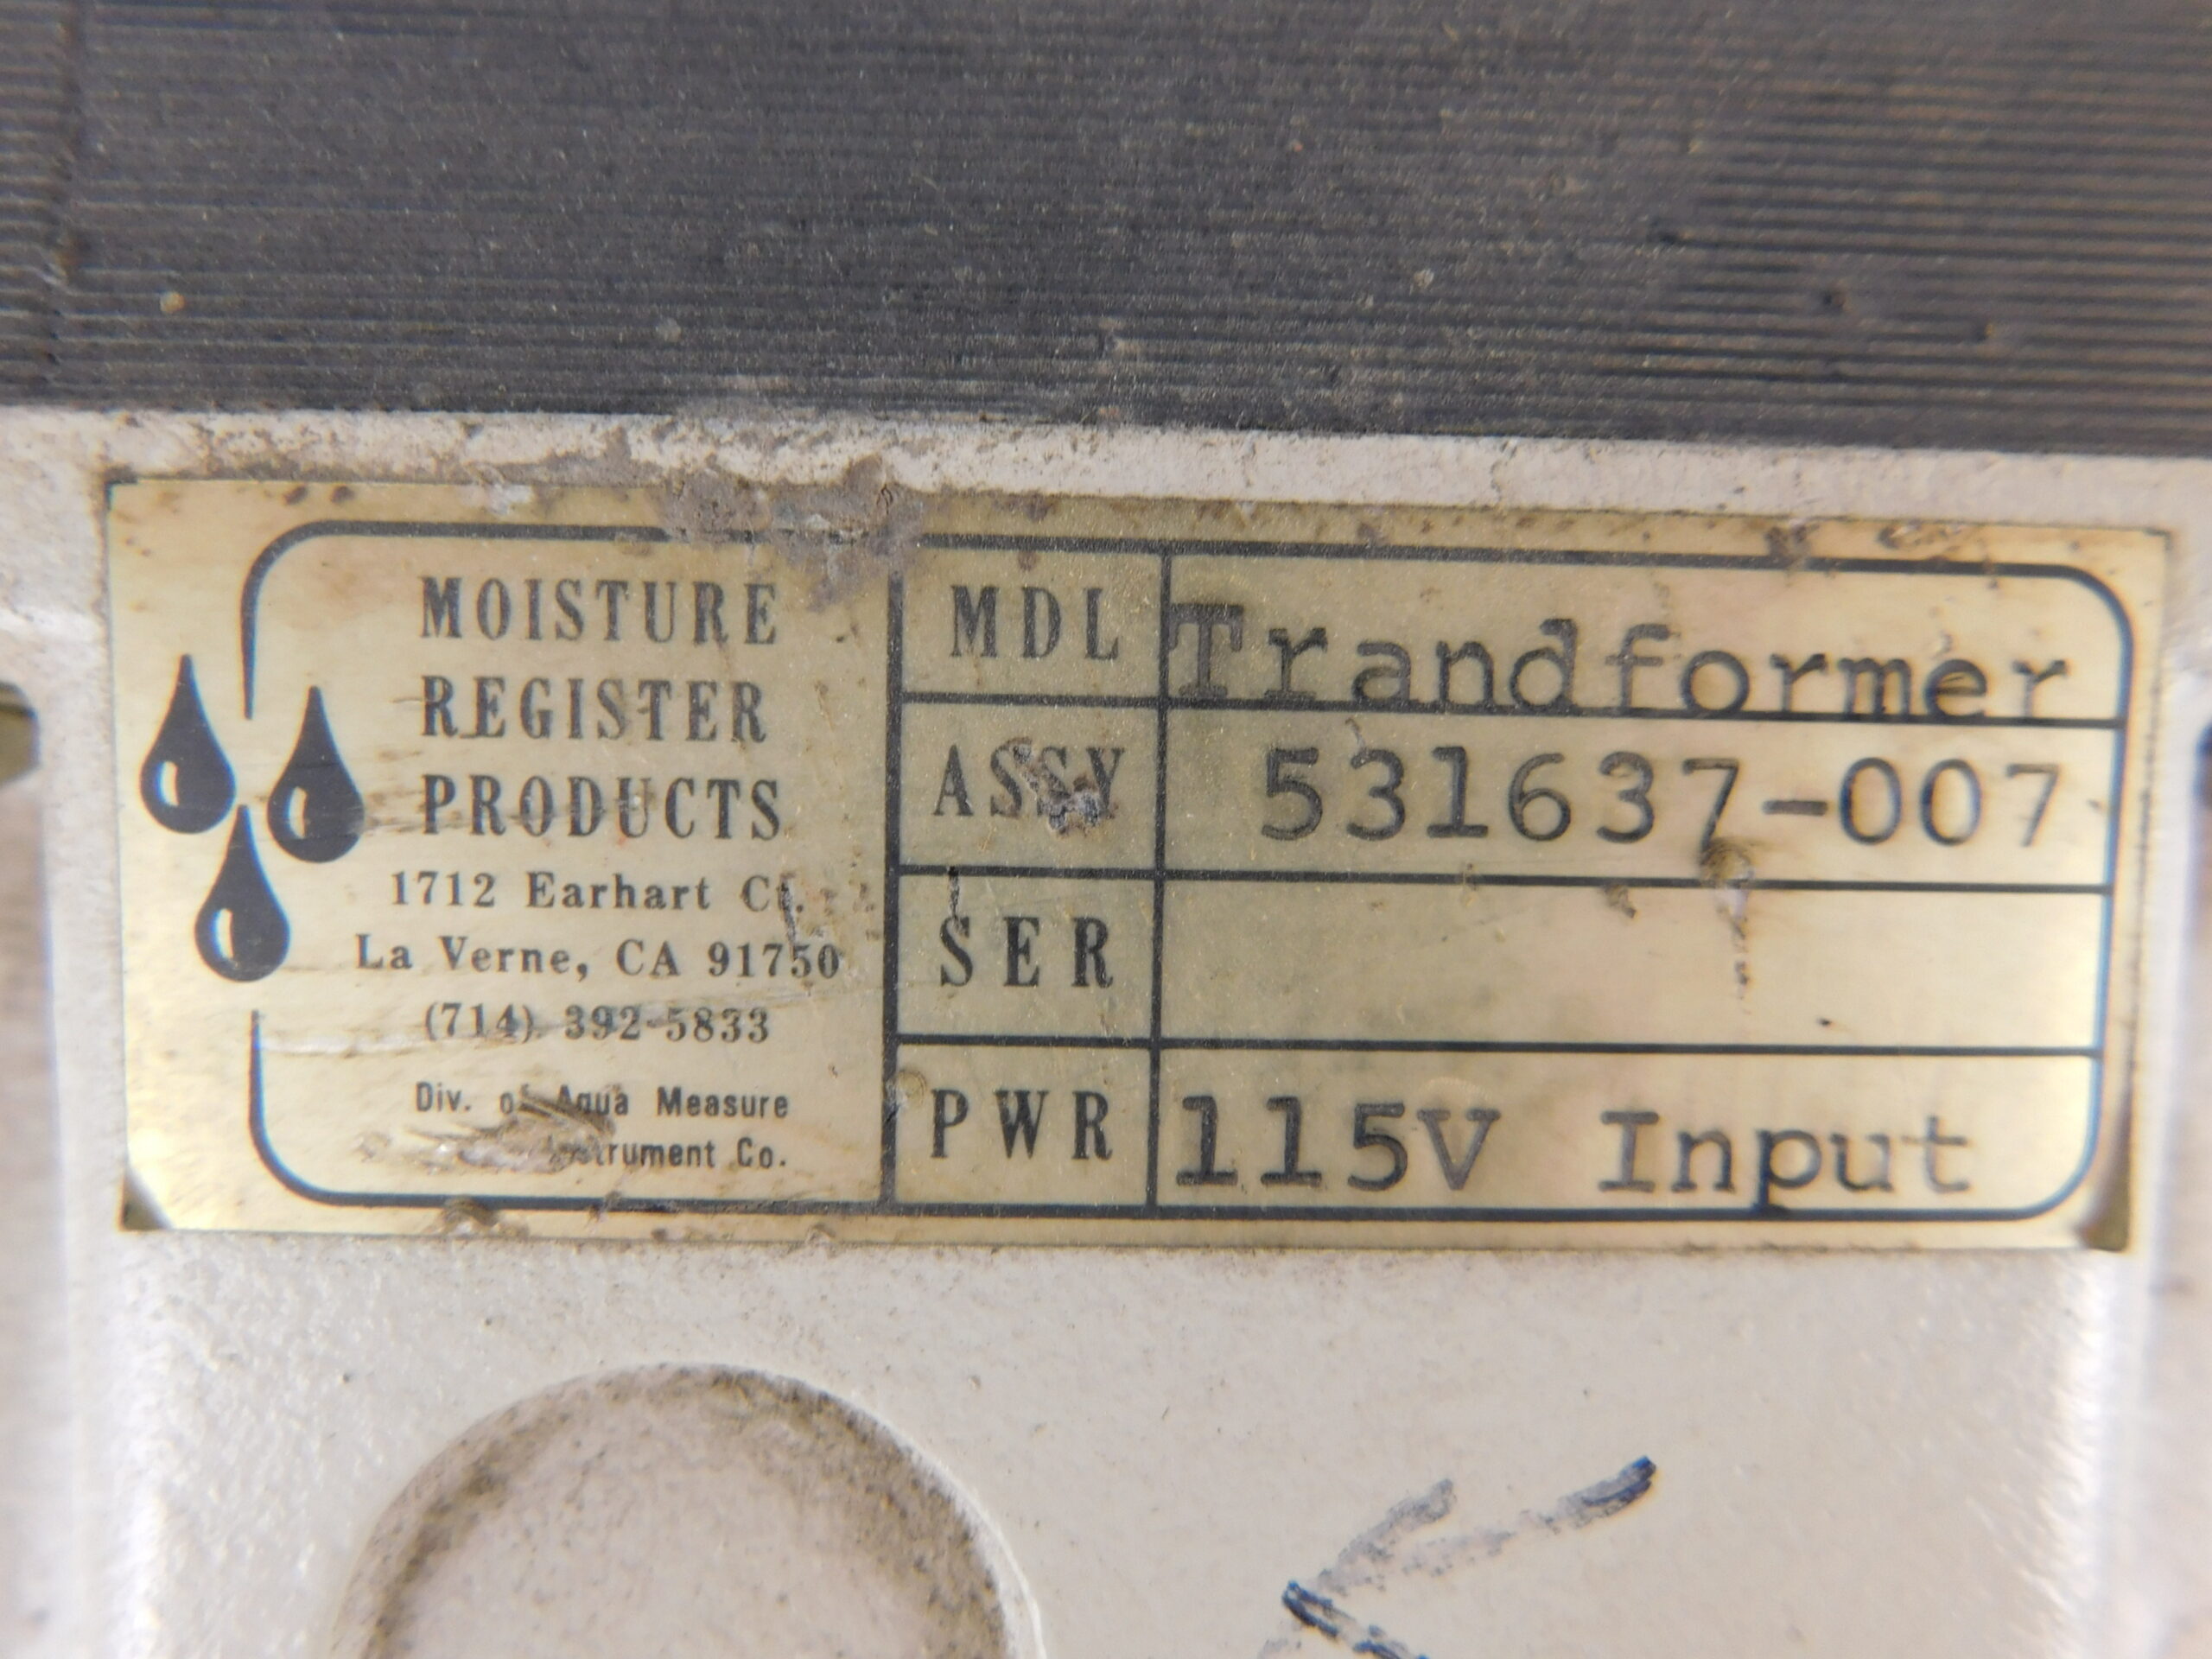 MOISTURE
REGISTER
PRODUCTS
1712 Earhart Ct.
La Verne, CA 91750
(714) 392-5833
Div. of Aqua Measure
Co.
MDL Trandformer
ASSY 531637-007
SER
PWR 115V Input